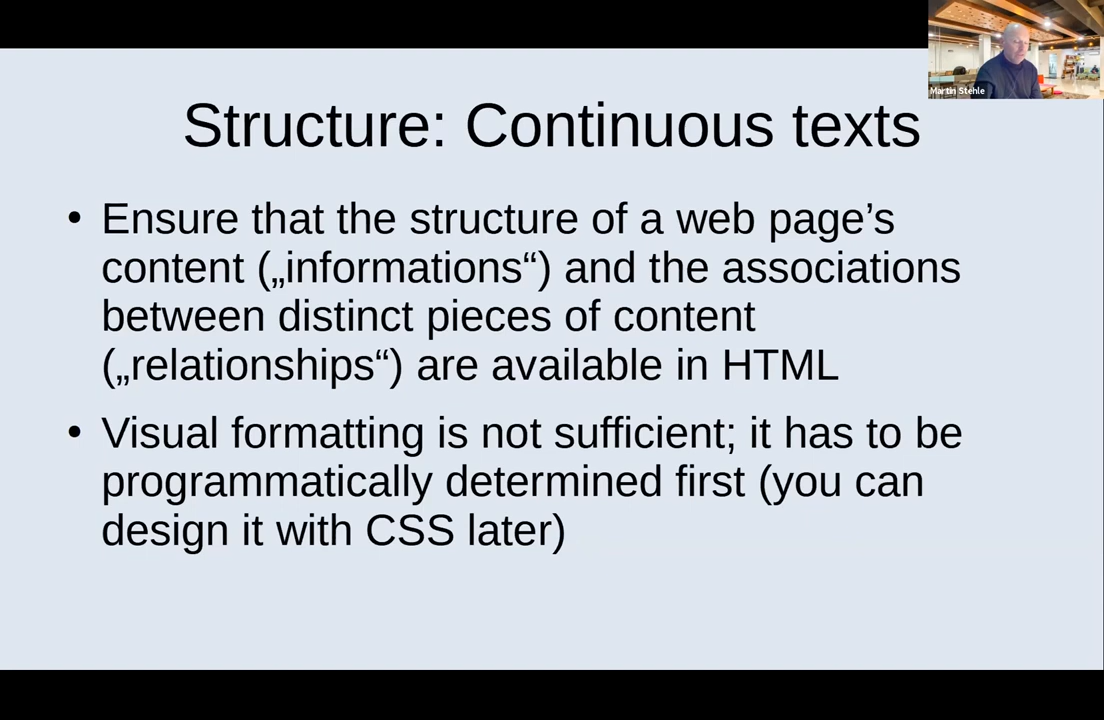 Martin Stehle
Structure: Continuous texts
• Ensure that the structure of a web page’s
content („informations“) and the associations
between distinct pieces of content
(„relationships“) are available in HTML
• Visual formatting is not sufficient; it has to be
programmatically determined first (you can
design it with CSS later)